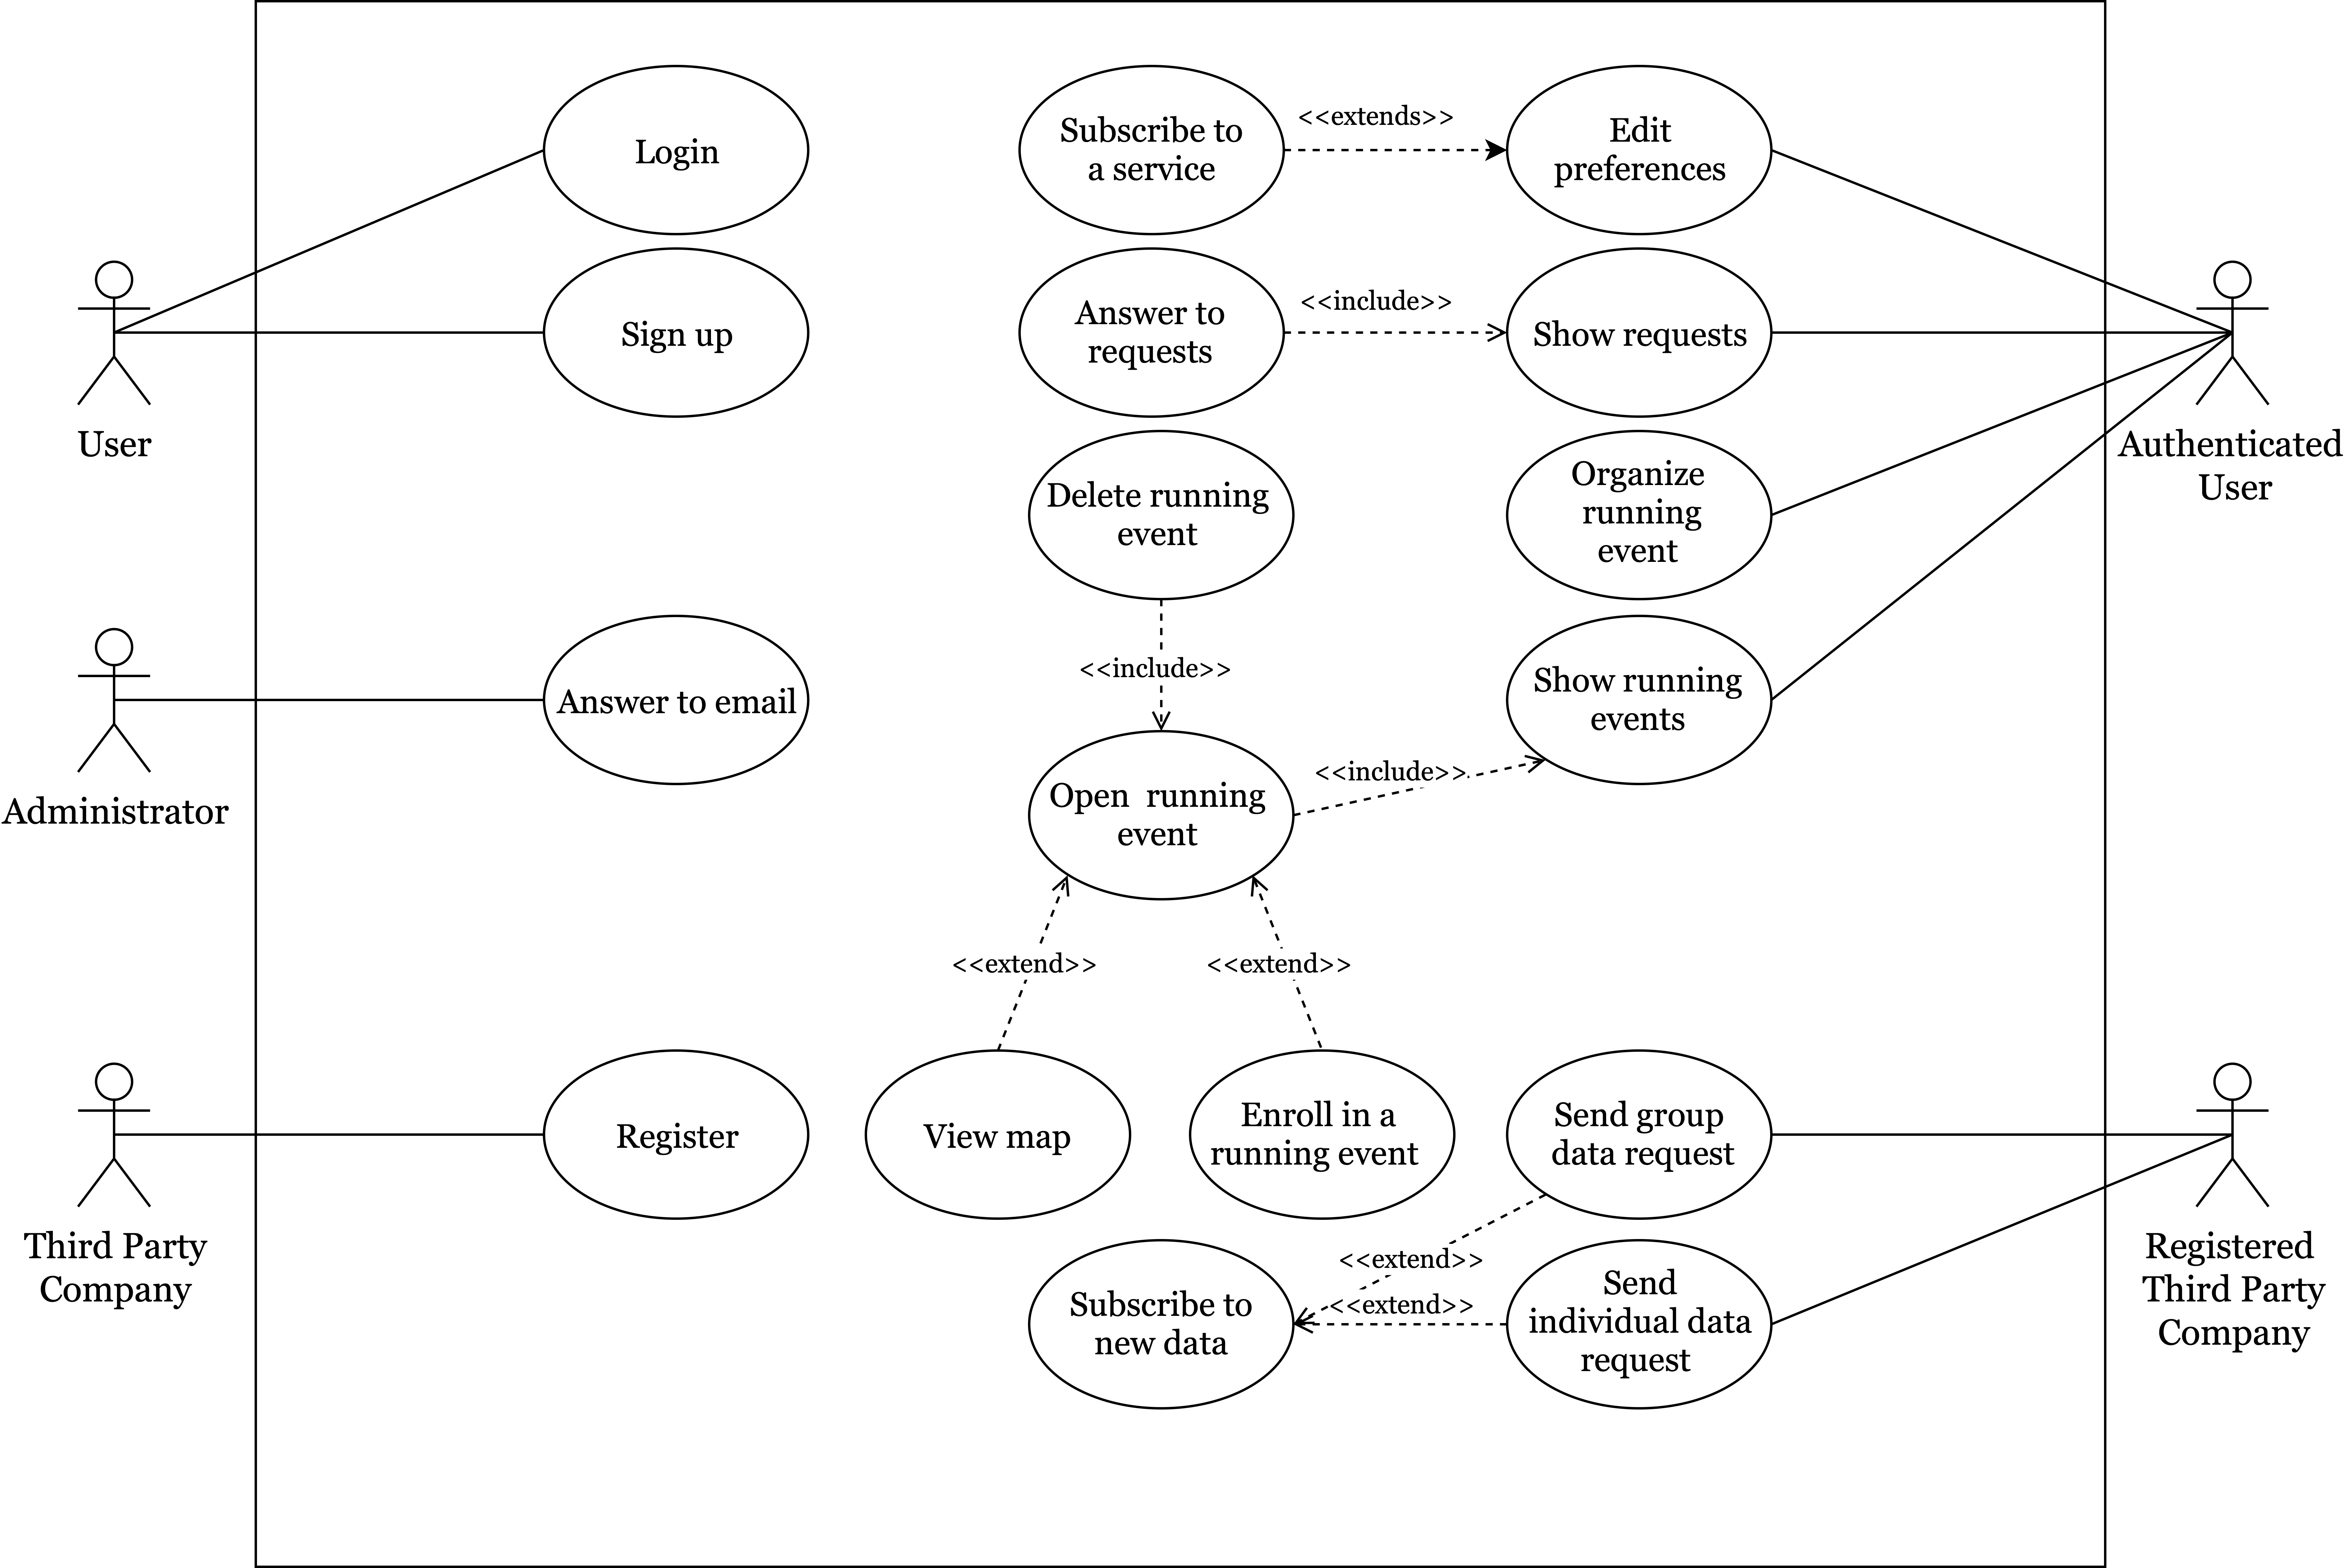 Login
Subscribe to
a service
<<extends>>
Edit
preferences
Sign up
Answer to
requests
<<include>>
Show requests
User
Authenticated
User
Delete running
event
Organize
running
event
<<include>>
Answer to email
Show running
events
Administrator
Open  running
event
<<include>>
<<extend>>
<<extend>>
Register
View map
Enroll in a
running event
Send group
data request
Third Party
Company
Registered
Third Party
Company
<<extend>>
<<extend>>
Subscribe to
new data
Send
individual data
request